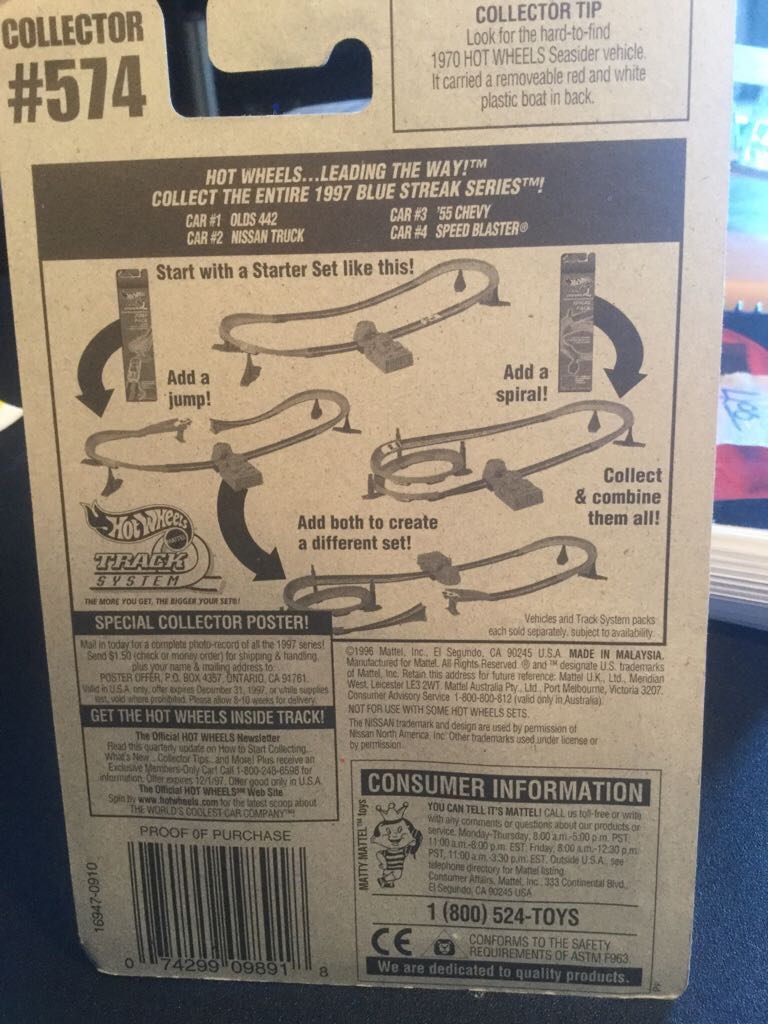 COLLECTOR
#574
COLLECTOR TIP
Look for the hard-to-find
1970 HOT WHEELS Seasider vehicle.
It carried a removeable red and white
plastic boat in back.
HOT WHEELS...LEADING THE WAY!™
COLLECT THE ENTIRE 1997 BLUE STREAK SERIES™!
CAR #1 OLDS 442
CAR #2 NISSAN TRUCK
CAR #3 '55 CHEVY
CAR #4 SPEED BLASTER®
Start with a Starter Set like this!
Add a
jump!
Add a
spiral!
Collect
& combine
them all!
Add both to create
a different set!
HOT WHEELS
MATTEL
TRACK
SYSTEM
THE MORE YOU GET, THE BIGGER YOUR SETS!
Vehicles and Track System packs
each sold separately, subject to availability.
SPECIAL COLLECTOR POSTER!
Mail in today for a complete photo-record of all the 1997 series!
Send $1.50 (check or money order) for shipping & handling,
plus your name & mailing address to:
POSTER OFFER, P.O. BOX 4357, ONTARIO, CA 94761.
Valid in U.S.A. only, offer expires December 31, 1997, or while supplies
last, void where prohibited. Please allow 8-10 weeks for delivery.
GET THE HOT WHEELS INSIDE TRACK!
The Official HOT WHEELS Newsletter
Read this quarterly update on How to Start Collecting...
What's New... Collector Tips...and More! Plus receive an
Exclusive Members-Only Car! Call 1-800-248-6598 for
information. Offer expires 12/1/97. Offer good only in U.S.A.
The Official HOT WHEELS℠ Web Site
Spin by www.hotwheels.com for the latest scoop about
THE WORLD'S COOLEST CAR COMPANY™!
©1996 Mattel, Inc., El Segundo, CA 90245 U.S.A. MADE IN MALAYSIA.
Manufactured for Mattel. All Rights Reserved. ® and ™ designate U.S. trademarks
of Mattel, Inc. Retain this address for future reference: Mattel U.K., Ltd., Meridian
West, Leicester LE3 2WT. Mattel Australia Pty., Ltd., Port Melbourne, Victoria 3207.
Consumer Advisory Service 1-800-800-812 (valid only in Australia).
NOT FOR USE WITH SOME HOT WHEELS SETS.
The NISSAN trademark and design are used by permission of
Nissan North America, Inc. Other trademarks used under license or
by permission.
PROOF OF PURCHASE
16947-0910
0 74299 09891 8
CONSUMER INFORMATION
MATTY MATTEL™ toys
YOU CAN TELL IT'S MATTEL! CALL us toll-free or write
with any comments or questions about our products or
service. Monday-Thursday, 8:00 a.m.-5:00 p.m. PST,
11:00 a.m.-8:00 p.m. EST. Friday, 8:00 a.m.-12:30 p.m.
PST, 11:00 a.m.-3:30 p.m. EST. Outside U.S.A., see
telephone directory for Mattel listing.
Consumer Affairs, Mattel, Inc., 333 Continental Blvd.,
El Segundo, CA 90245 USA
1 (800) 524-TOYS
CE
CONFORMS TO THE SAFETY
REQUIREMENTS OF ASTM F963.
We are dedicated to quality products.